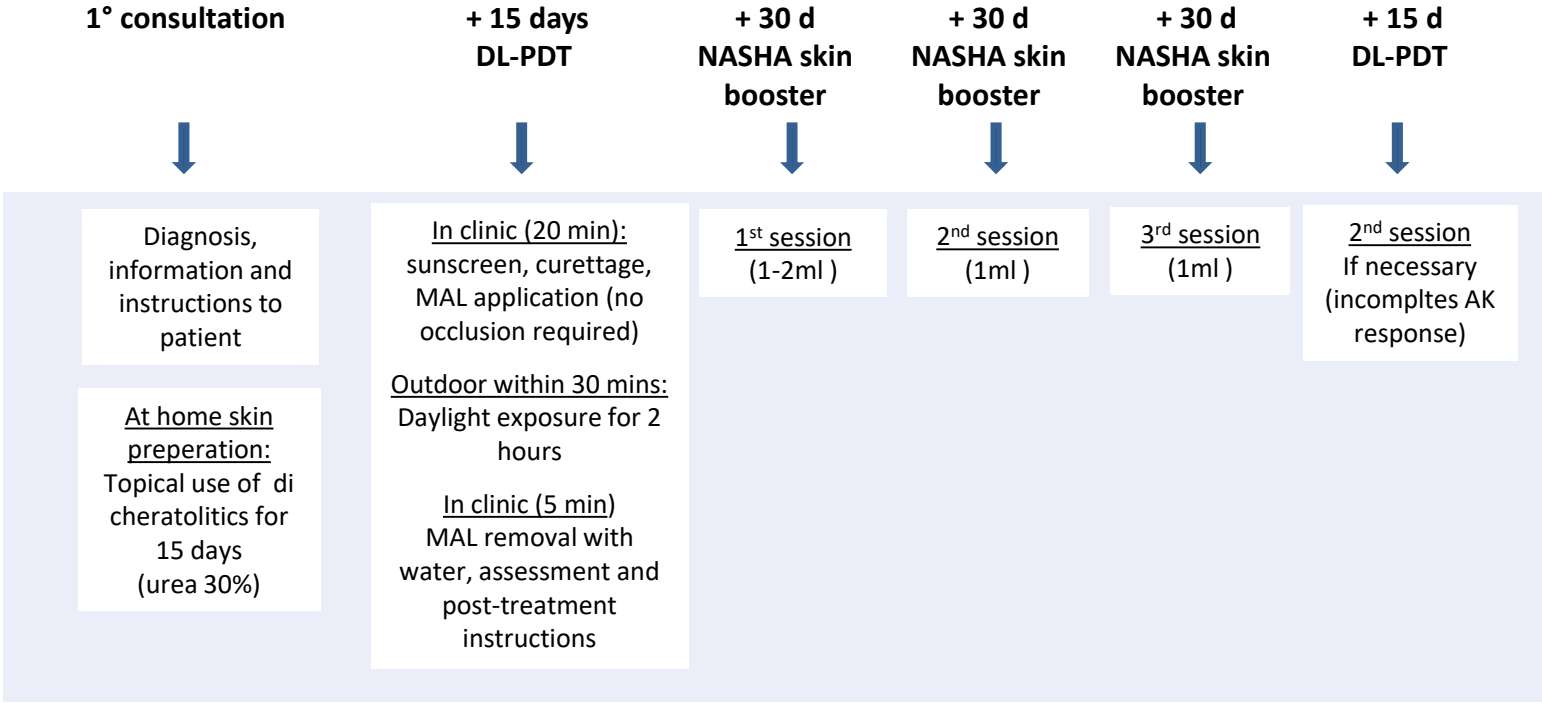 1° consultation
+ 15 days
DL-PDT
+ 30 d
NASHA skin
booster
+ 30 d
NASHA skin
booster
+ 30 d
NASHA skin
booster
+ 15 d
DL-PDT
Diagnosis,
information and
instructions to
patient
At home skin
preperation:
Topical use of  di
cheratolitics for
15 days
(urea 30%)
In clinic (20 min):
sunscreen, curettage,
MAL application (no
occlusion required)
Outdoor within 30 mins:
Daylight exposure for 2
hours
In clinic (5 min)
MAL removal with
water, assessment and
post-treatment
instructions
1st session
(1-2ml )
2nd session
(1ml )
3rd session
(1ml )
2nd session
If necessary
(incompltes AK
response)